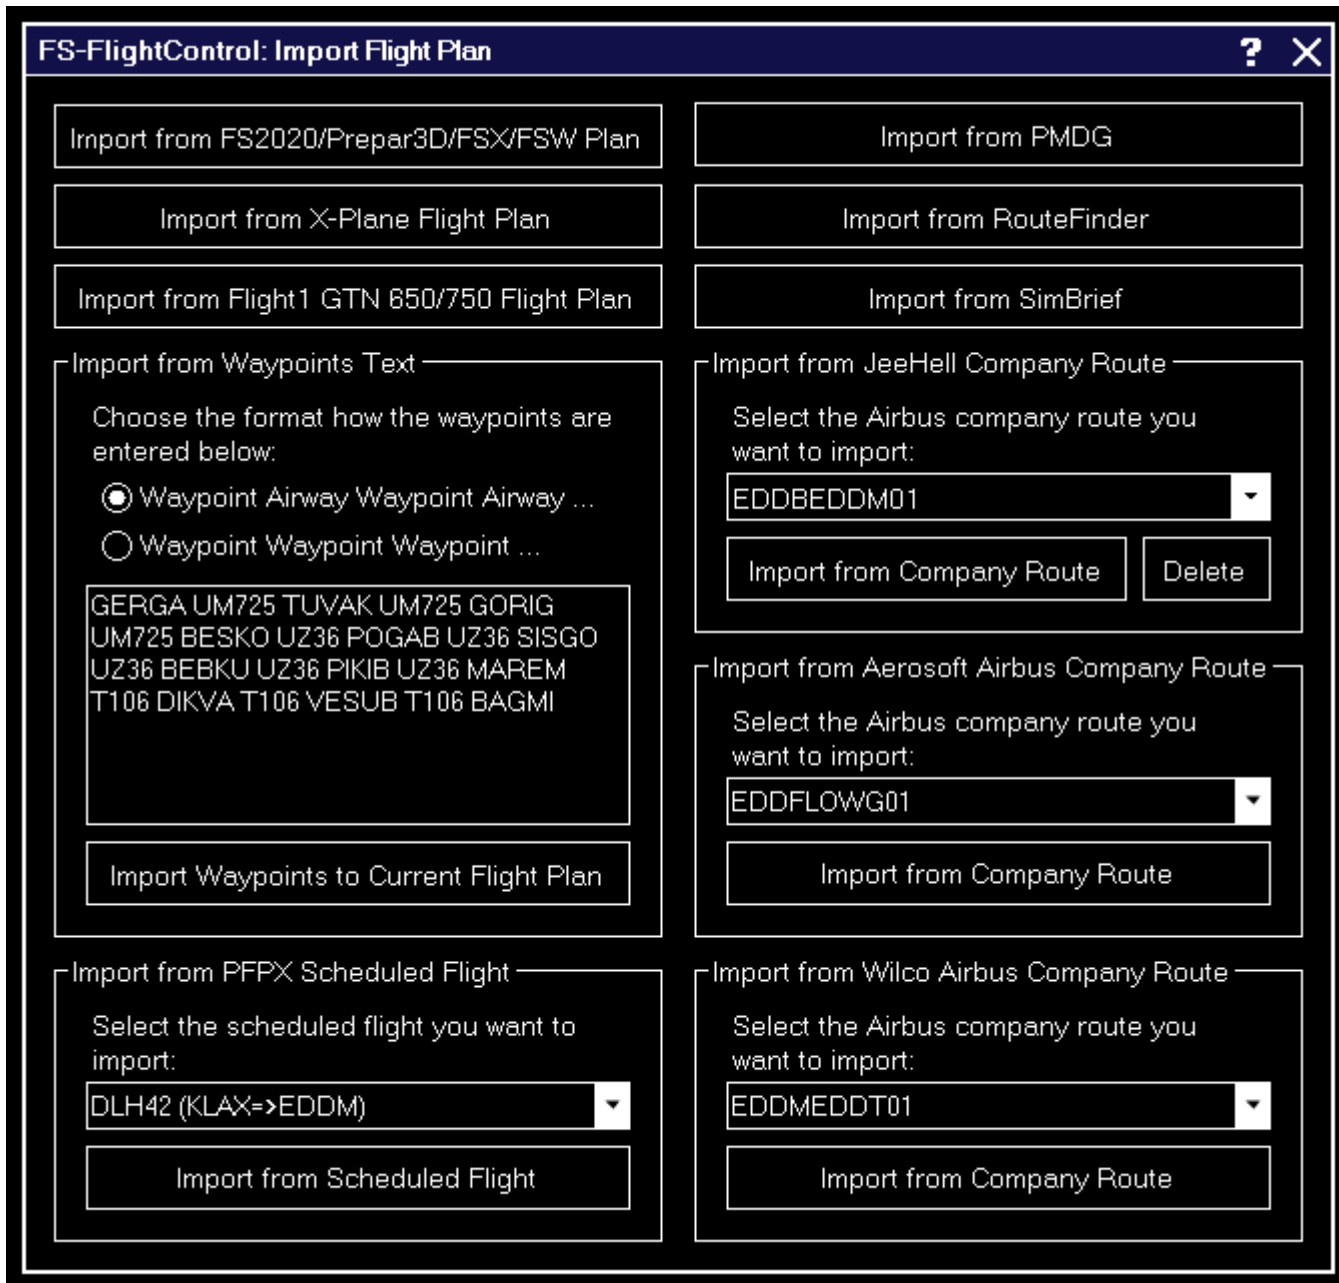 FS-FlightControl: Import Flight Plan
Import from FS2020/Prepar3D/FSX/FSW Plan
Import from X-Plane Flight Plan
Import from Flight1 GTN 650/750 Flight Plan
Import from Waypoints Text
Choose the format how the waypoints are
entered below:
Waypoint Airway Waypoint Airway ...
Waypoint Waypoint Waypoint ...
GERGA UM725 TUVAK UM725 GORIG
UM725 BESKO UZ36 POGAB UZ36 SISGO
UZ36 BEBKU UZ36 PIKIB UZ36 MAREM
T106 DIKVA T106 VESUB T106 BAGMI
Import Waypoints to Current Flight Plan
Import from PFPX Scheduled Flight
Select the scheduled flight you want to
import:
DLH42 (KLAX=>EDDM)
Import from Scheduled Flight
Import from PMDG
Import from RouteFinder
Import from SimBrief
Import from JeeHell Company Route
Select the Airbus company route you
want to import:
EDDBEDDM01
Import from Company Route
Delete
Import from Aerosoft Airbus Company Route
Select the Airbus company route you
want to import:
EDDFLOWG01
Import from Company Route
Import from Wilco Airbus Company Route
Select the Airbus company route you
want to import:
EDDMEDDT01
Import from Company Route